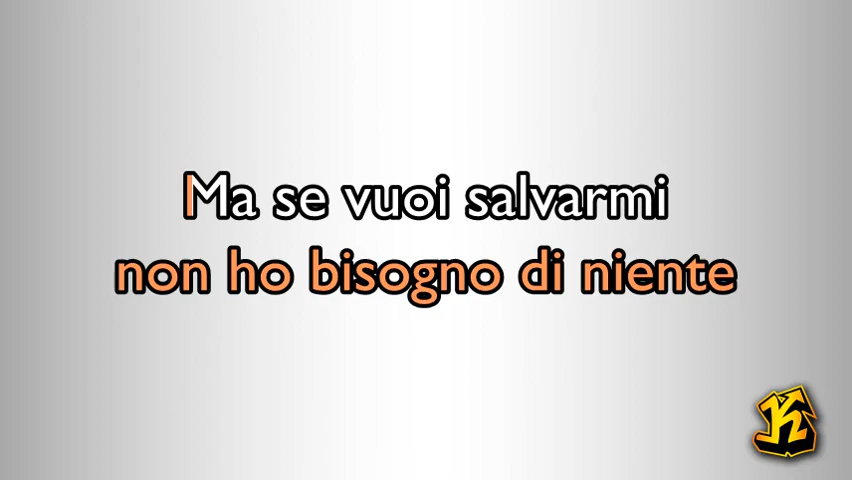 Ma se vuoi salvarmi
non ho bisogno di niente
K